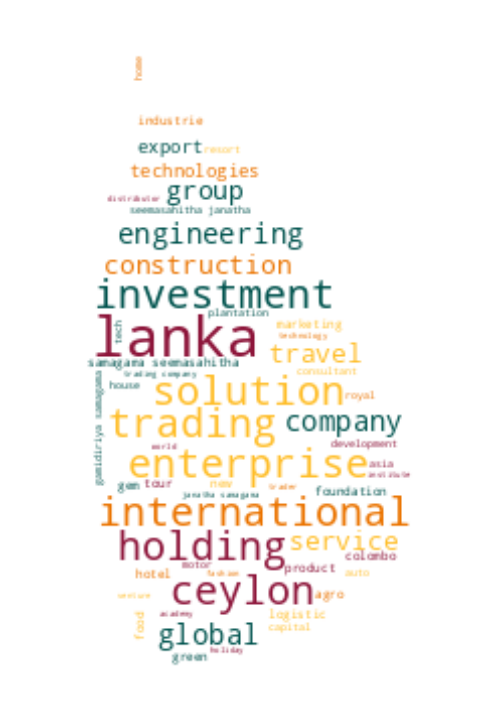 home
industrie
export resort
technologies
distributor group
seemasahitha janatha
engineering
construction
investment
plantation
tech lanka marketing
technology
travel
samagama seemasahitha
trading company consultant
house solution royal
gamidiriya samagama
trading company
world development
enterprise asia
institute
gem tour new trader foundation
janatha samagana
international
holding service
colombo
motor product
hotel fashion auto
ceylon agro
venture
academy logistic
food capital
global
holiday
green